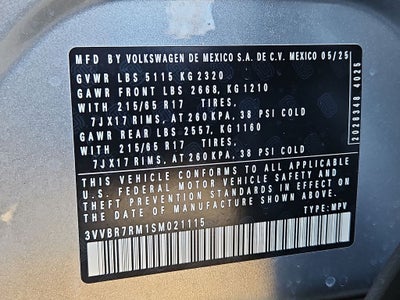 MFD BY VOLKSWAGEN DE MEXICO S.A. DE C.V. MEXICO 05/25
GVWR LBS 5115 KG 2320
GAWR FRONT LBS 2668, KG 1210
WITH 215/65 R17 TIRES,
7JX17 RIMS, AT 260 KPA, 38 PSI COLD
GAWR REAR LBS 2557, KG 1160
WITH 215/65 R17 TIRES,
7JX17 RIMS, AT 260 KPA, 38 PSI COLD
THIS VEHICLE CONFORMS TO ALL APPLICABLE
U.S. FEDERAL MOTOR VEHICLE SAFETY AND
THEFT PREVENTION STANDARDS IN EFFECT ON
THE DATE OF MANUFACTURE SHOWN ABOVE.
3VVBR7RM1SM021115 TYPE: MPV
2028348 4025